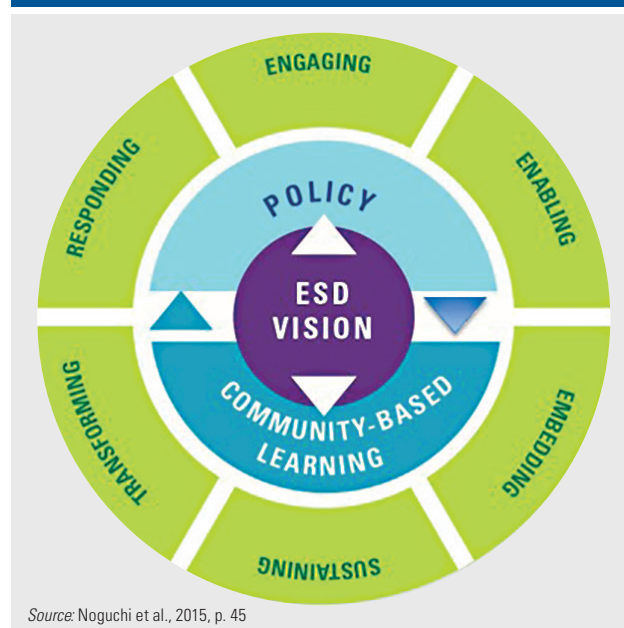 ENGAGING
ENABLING
EMBEDDING
SUSTAINING
TRANSFORMING
RESPONDING
POLICY
ESD
VISION
COMMUNITY-BASED
LEARNING
Source: Noguchi et al., 2015, p. 45